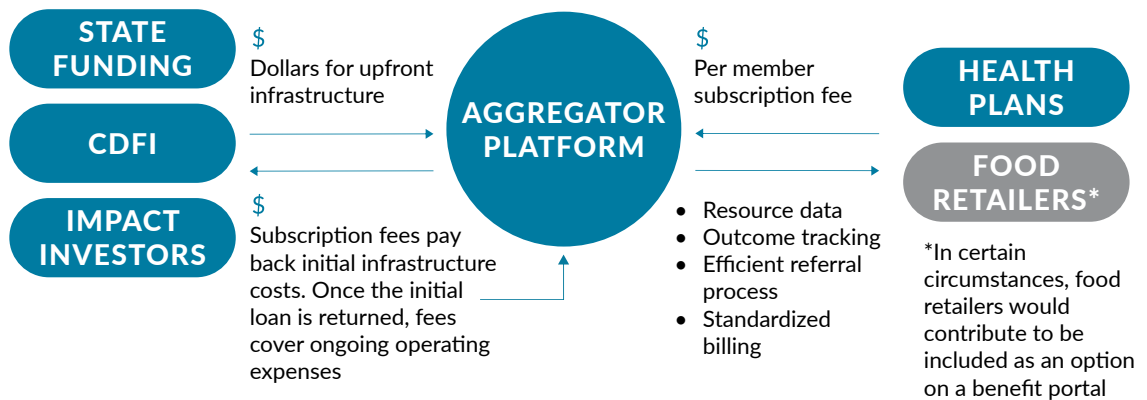 STATE
FUNDING
CDFI
IMPACT
INVESTORS
$
Dollars for upfront
infrastructure
$
Subscription fees pay
back initial infrastructure
costs. Once the initial
loan is returned, fees
cover ongoing operating
expenses
AGGREGATOR
PLATFORM
$
Per member
subscription fee
• Resource data
• Outcome tracking
• Efficient referral
process
• Standardized
billing
HEALTH
PLANS
FOOD
RETAILERS*
*In certain
circumstances, food
retailers would
contribute to be
included as an option
on a benefit portal